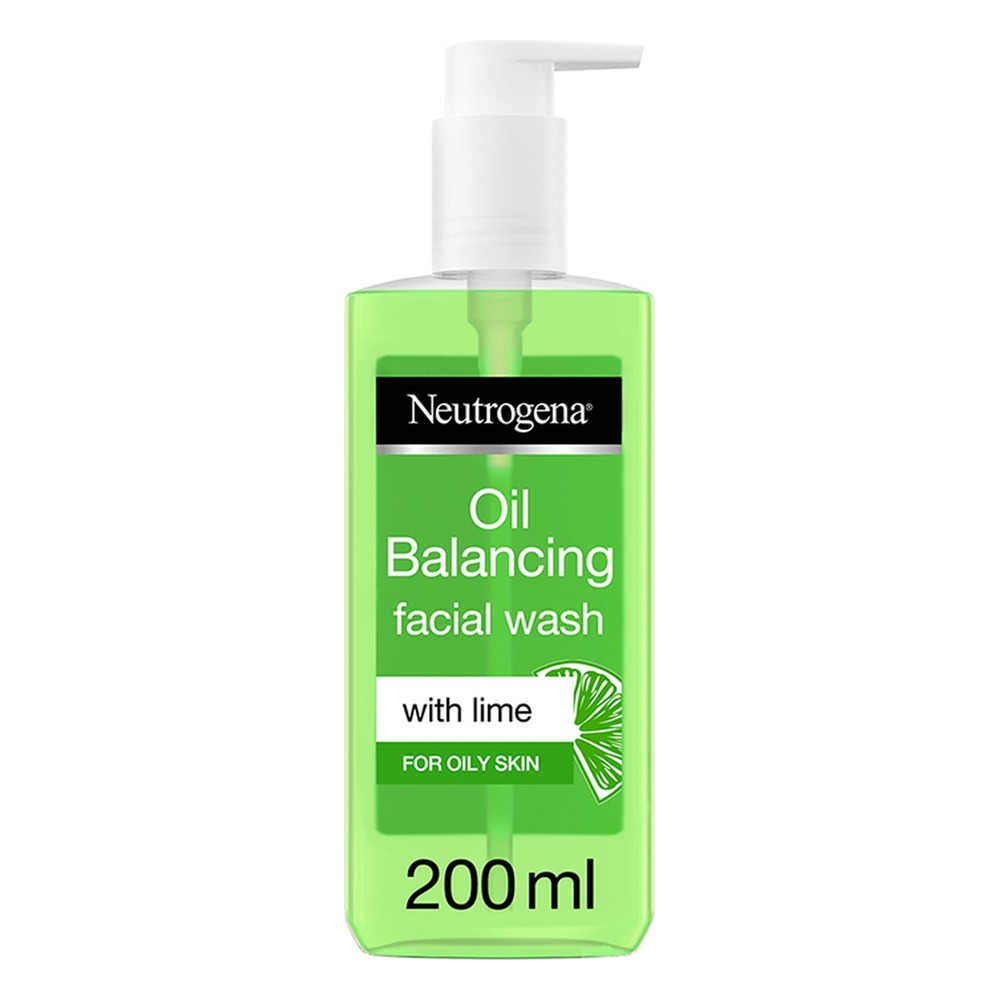 Neutrogena®
Oil
Balancing
facial wash
with lime
FOR OILY SKIN
200 ml